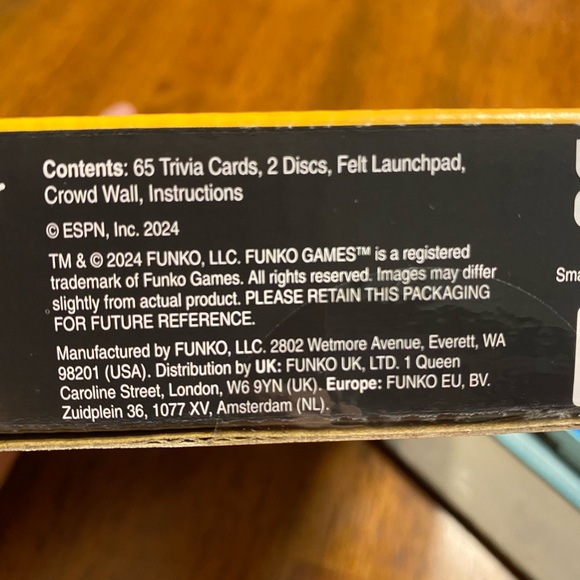 Contents: 65 Trivia Cards, 2 Discs, Felt Launchpad,
Crowd Wall, Instructions
© ESPN, Inc. 2024
TM & © 2024 FUNKO, LLC. FUNKO GAMES™ is a registered
trademark of Funko Games. All rights reserved. Images may differ
slightly from actual product. PLEASE RETAIN THIS PACKAGING
FOR FUTURE REFERENCE.
Manufactured by FUNKO, LLC. 2802 Wetmore Avenue, Everett, WA
98201 (USA). Distribution by UK: FUNKO UK, LTD. 1 Queen
Caroline Street, London, W6 9YN (UK). Europe: FUNKO EU, BV.
Zuidplein 36, 1077 XV, Amsterdam (NL).